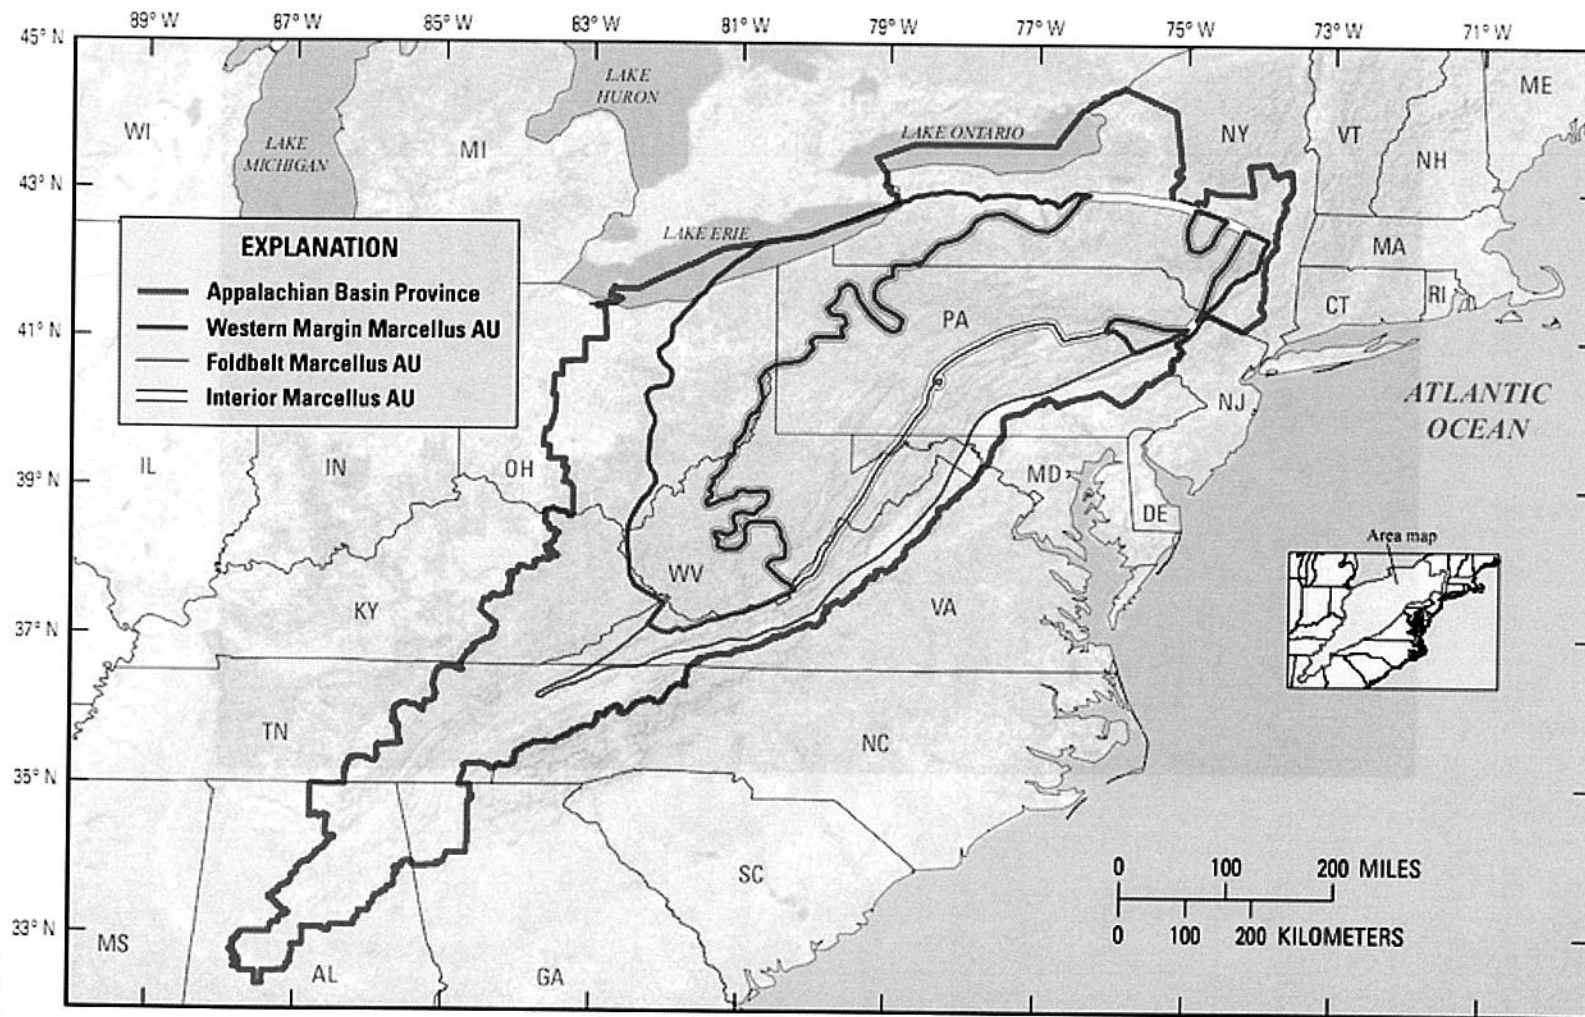 89° W 87° W 85° W 83° W 81° W 79° W 77° W 75° W 73° W 71° W
45° N
43° N
41° N
39° N
37° N
35° N
33° N
LAKE
HURON
LAKE
MICHIGAN
LAKE ONTARIO
LAKE ERIE
WI
MI
NY
VT
NH
ME
MA
CT
RI
PA
NJ
OH
IN
IL
MD
DE
WV
VA
KY
TN
NC
SC
MS
AL
GA
ATLANTIC
OCEAN
EXPLANATION
Appalachian Basin Province
Western Margin Marcellus AU
Foldbelt Marcellus AU
Interior Marcellus AU
Area map
0 100 200 MILES
0 100 200 KILOMETERS